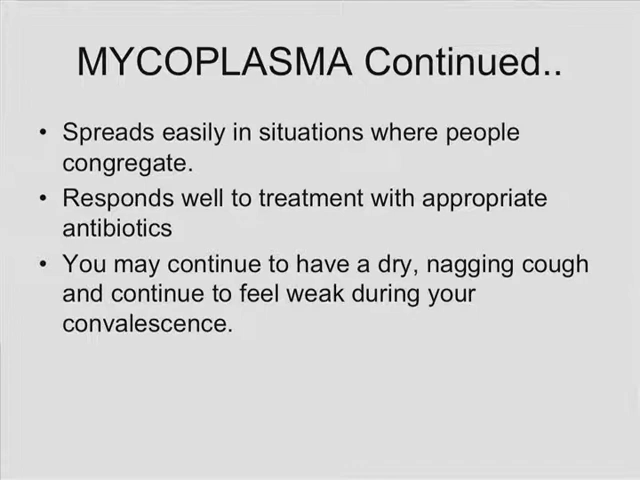 MYCOPLASMA Continued..
• Spreads easily in situations where people
congregate.
• Responds well to treatment with appropriate
antibiotics
• You may continue to have a dry, nagging cough
and continue to feel weak during your
convalescence.